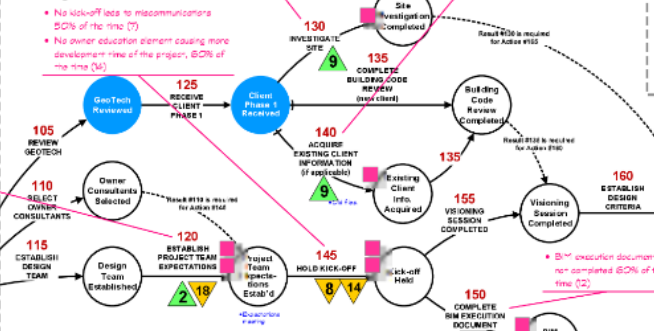 No kick-off leads to miscommunications
50% of the time (7)
No owner education element causing more
development time of the project, 60% of
the time (14)
130
INVESTIGATE
SITE
9
Site
Investigation
Completed
Result #130 is required
for Action #155
125
RECEIVE
CLIENT
PHASE 1
GeoTech
Reviewed
Client
Phase 1
Received
135
COMPLETE
BUILDING CODE
REVIEW
(new client)
Building
Code
Review
Completed
105
REVIEW
GEOTECH
140
ACQUIRE
EXISTING CLIENT
INFORMATION
(if applicable)
9
135
Result #135 is required
for Action #160
Existing
Client
Info.
Acquired
110
SELECT
OWNER
CONSULTANTS
Owner
Consultants
Selected
Result #110 is required
for Action #145
155
VISIONING
SESSION
COMPLETED
Visioning
Session
Completed
160
ESTABLISH
DESIGN
CRITERIA
115
ESTABLISH
DESIGN
TEAM
Design
Team
Established
120
ESTABLISH
PROJECT TEAM
EXPECTATIONS
2
18
Project
Team
Expecta-
tions
Estab'd
145
HOLD KICK-OFF
8
14
Kick-off
Held
BIM execution document
not completed 60% of
time (12)
150
COMPLETE
BIM EXECUTION
DOCUMENT